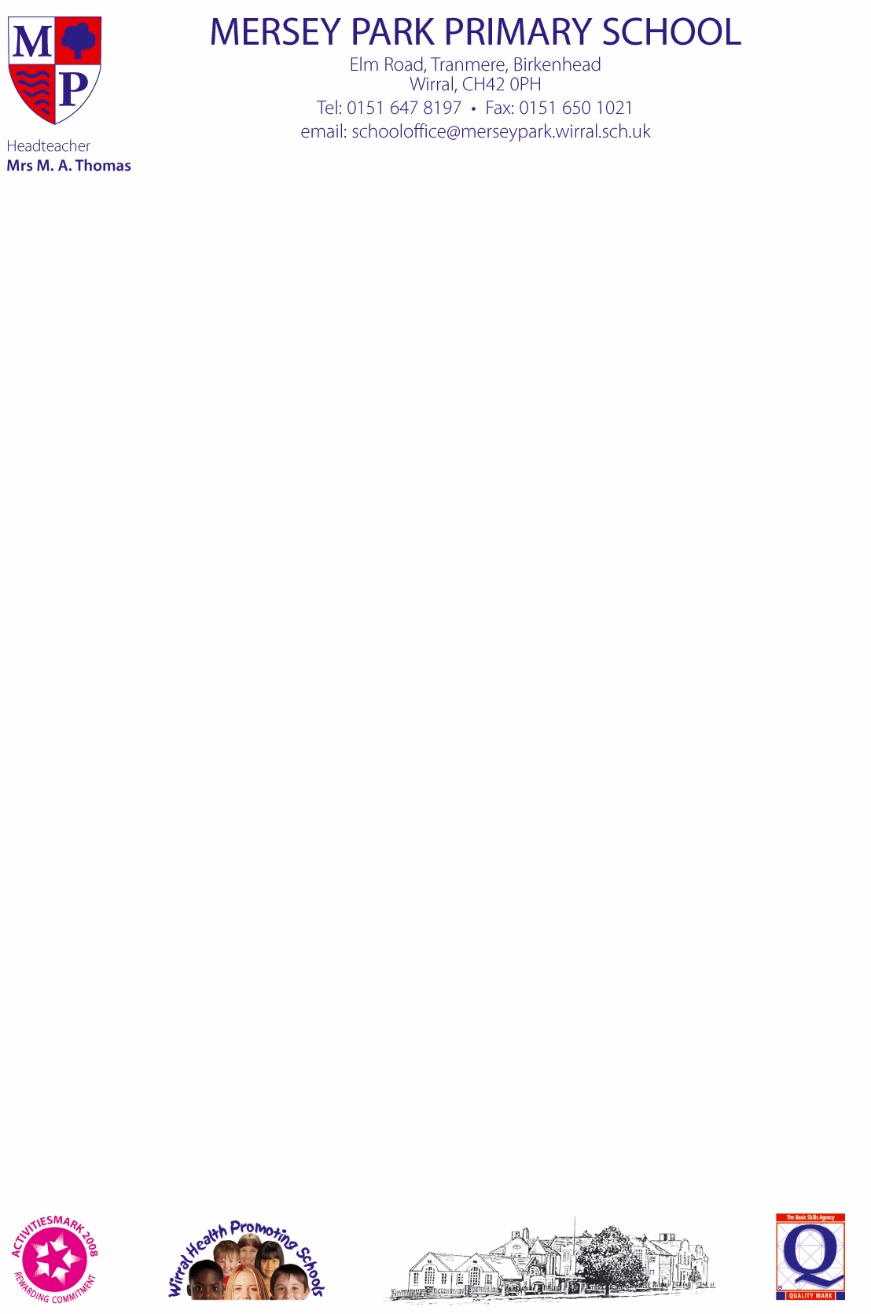 M
P
MERSEY PARK PRIMARY SCHOOL
Elm Road, Tranmere, Birkenhead
Wirral, CH42 0PH
Tel: 0151 647 8197 • Fax: 0151 650 1021
email: schooloffice@merseypark.wirral.sch.uk
Headteacher
Mrs M. A. Thomas
ACTIVITIESMARK 2008
REWARDING COMMITMENT
Wirral Health Promoting Schools
The Basic Skills Agency
Q
QUALITY MARK